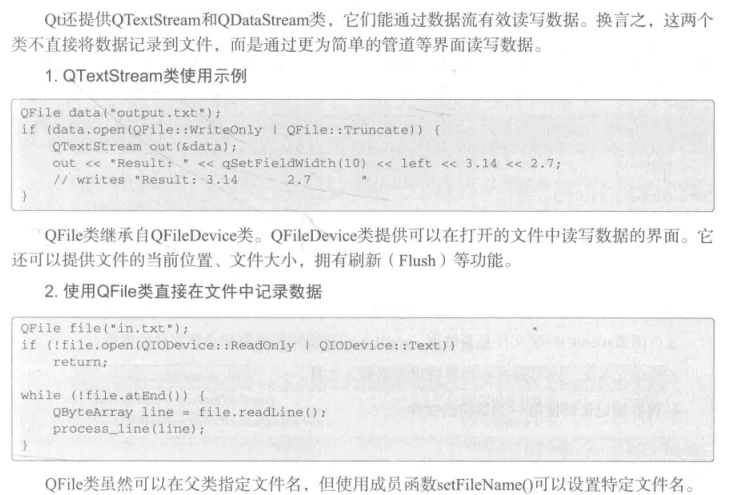 Qt还提供QTextStream和QDataStream类，它们能通过数据流有效读写数据。换言之，这两个
类不直接将数据记录到文件，而是通过更为简单的管道等界面读写数据。
1. QTextStream类使用示例
QFile data("output.txt");
if (data.open(QFile::WriteOnly | QFile::Truncate)) {
    QTextStream out(&data);
    out << "Result: " << qSetFieldWidth(10) << left << 3.14 << 2.7;
    // writes "Result: 3.14      2.7       "
}
QFile类继承自QFileDevice类。QFileDevice类提供可以在打开的文件中读写数据的界面。它
还可以提供文件的当前位置、文件大小，拥有刷新（Flush）等功能。
2. 使用QFile类直接在文件中记录数据
QFile file("in.txt");
if (!file.open(QIODevice::ReadOnly | QIODevice::Text))
    return;
while (!file.atEnd()) {
    QByteArray line = file.readLine();
    process_line(line);
}
QFile类虽然可以在父类指定文件名，但使用成员函数setFileName()可以设置特定文件名。